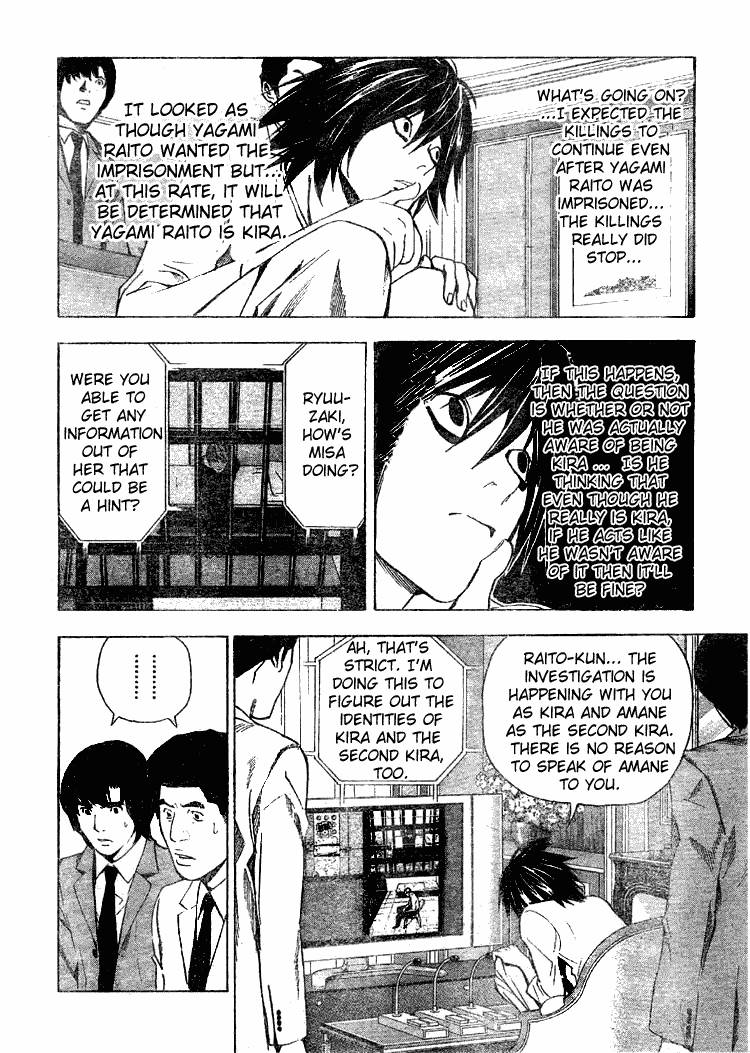 WHAT'S GOING ON?
...I EXPECTED THE
KILLINGS TO
CONTINUE EVEN
AFTER YAGAMI
RAITO WAS
IMPRISONED...
THE KILLINGS
REALLY DID
STOP...
IT LOOKED AS
THOUGH YAGAMI
RAITO WANTED THE
IMPRISONMENT BUT...
AT THIS RATE, IT WILL
BE DETERMINED THAT
YAGAMI RAITO IS KIRA.
IF THIS HAPPENS,
THEN THE QUESTION
IS WHETHER OR NOT
HE WAS ACTUALLY
AWARE OF BEING
KIRA ... IS HE
THINKING THAT
EVEN THOUGH HE
REALLY IS KIRA,
IF HE ACTS LIKE
HE WASN'T AWARE
OF IT THEN IT'LL
BE FINE?
RYUU-
ZAKI,
HOW'S
MISA
DOING?
WERE YOU
ABLE TO
GET ANY
INFORMATION
OUT OF
HER THAT
COULD BE
A HINT?
RAITO-KUN... THE
INVESTIGATION IS
HAPPENING WITH YOU
AS KIRA AND AMANE
AS THE SECOND KIRA.
THERE IS NO REASON
TO SPEAK OF AMANE
TO YOU.
AH, THAT'S
STRICT. I'M
DOING THIS TO
FIGURE OUT THE
IDENTITIES OF
KIRA AND THE
SECOND KIRA,
TOO.
......